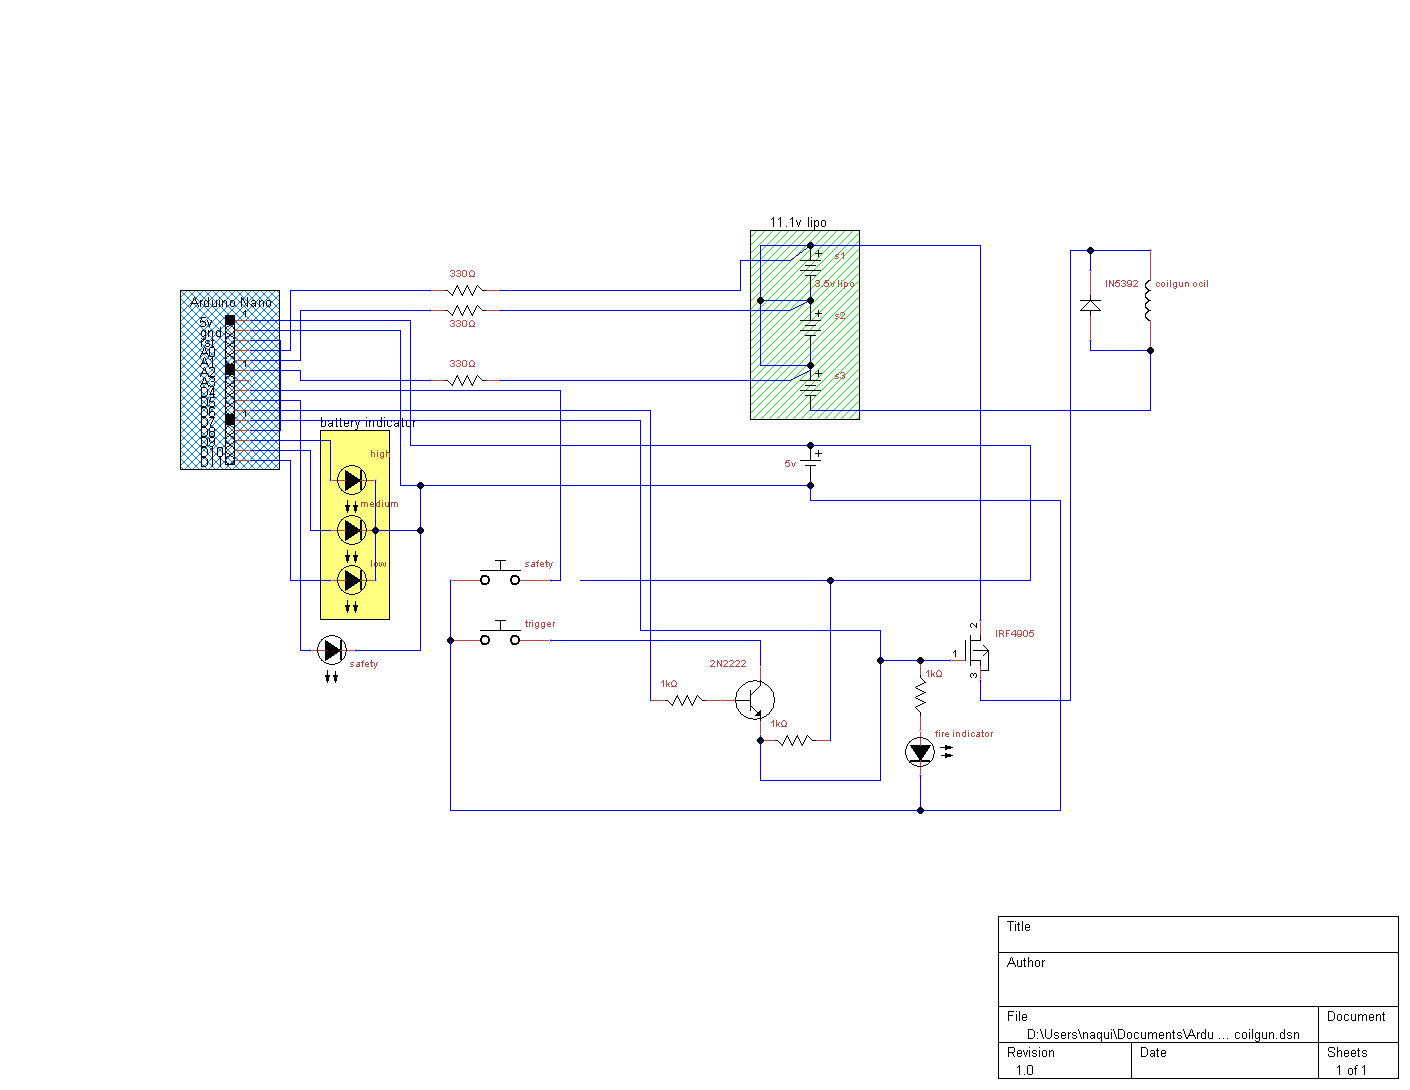 11.1v lipo
s1
3.5v lipo
s2
s3
330Ω
330Ω
330Ω
Arduino Nano
1
5v
gnd
rst
A0
A1
1
A2
A3
D4
D5
D6
1
D7
D8
D9
D10
D11
battery indicator
high
medium
low
safety
5v
safety
trigger
2N2222
1kΩ
1kΩ
IN5392
coilgun ocil
2
IRF4905
1
3
1kΩ
fire indicator
Title
Author
File
Document
D:\Users\naqui\Documents\Ardu ... coilgun.dsn
Revision
Date
Sheets
1.0
1 of 1